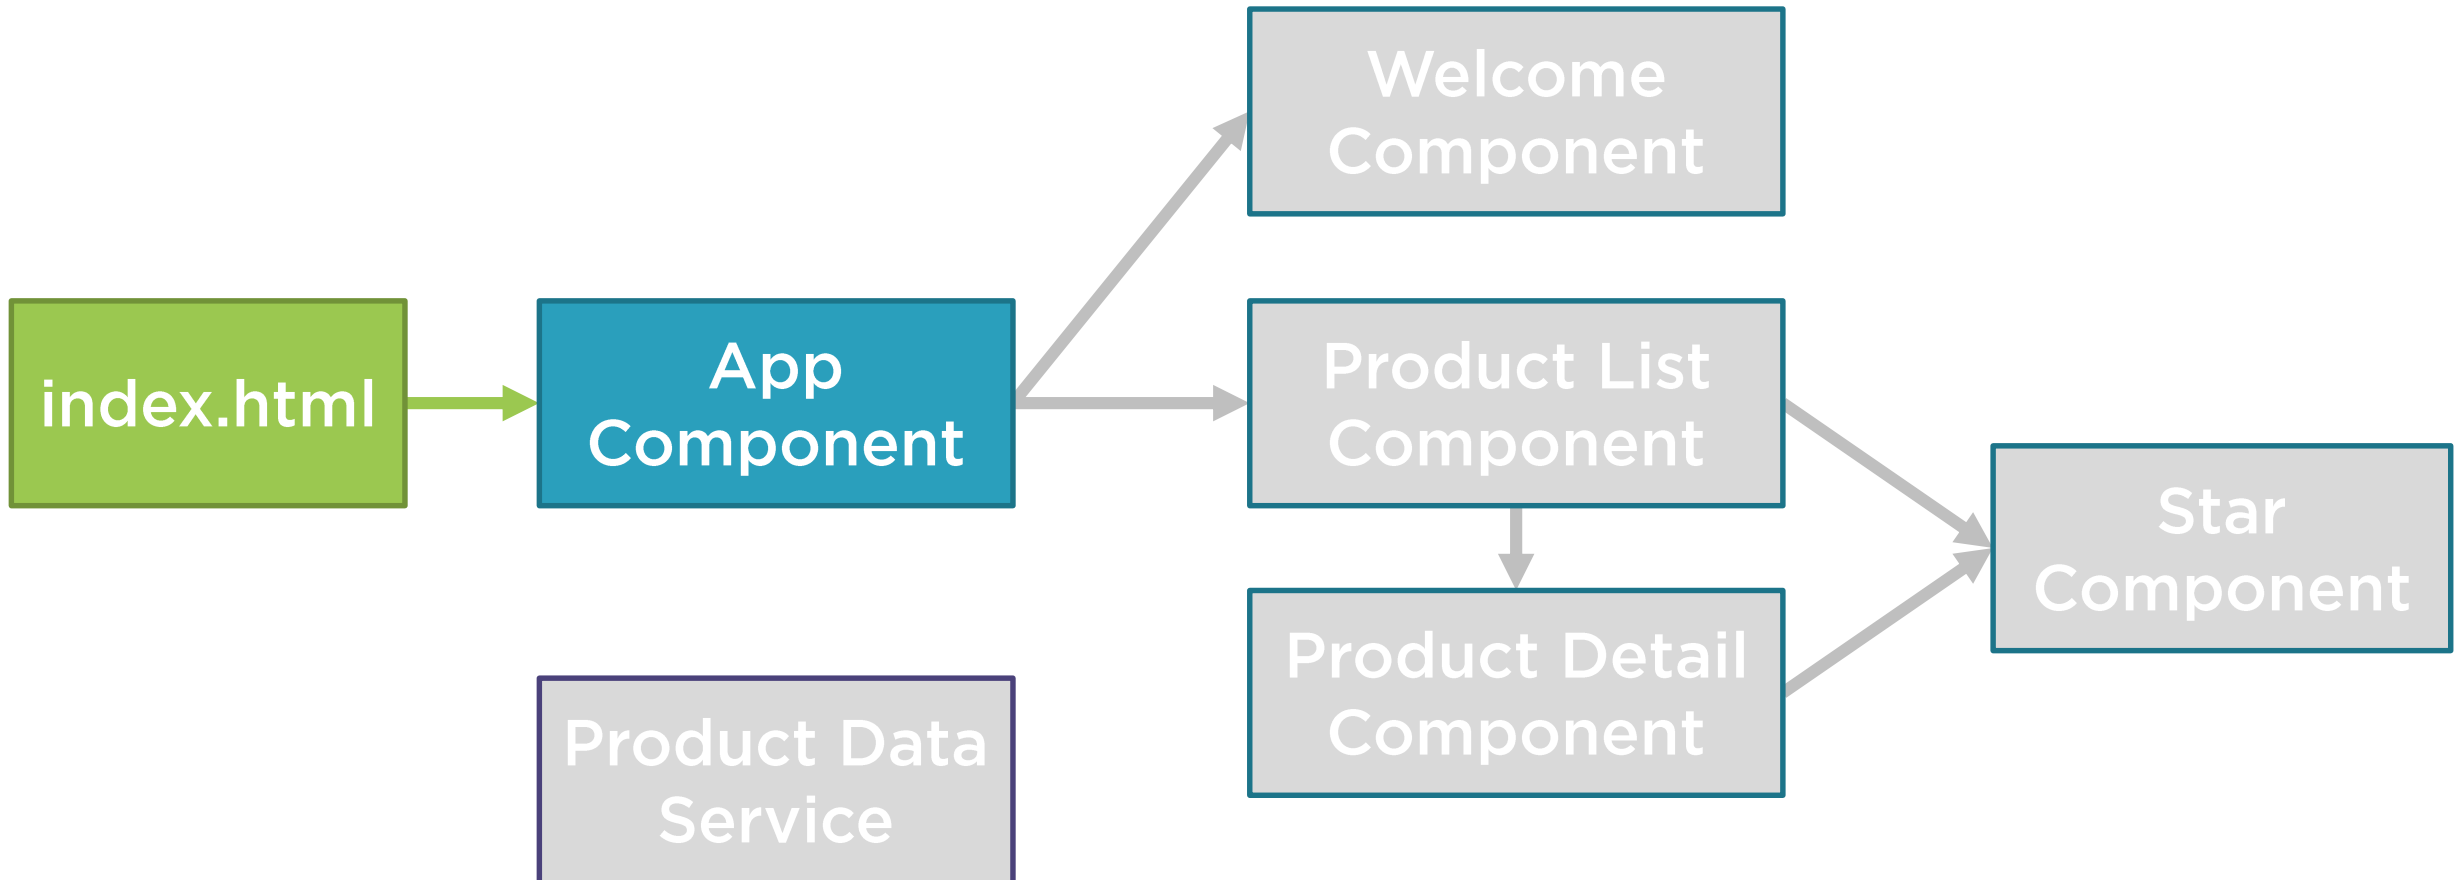 Welcome
Component
index.html
App
Component
Product List
Component
Star
Component
Product Detail
Component
Product Data
Service